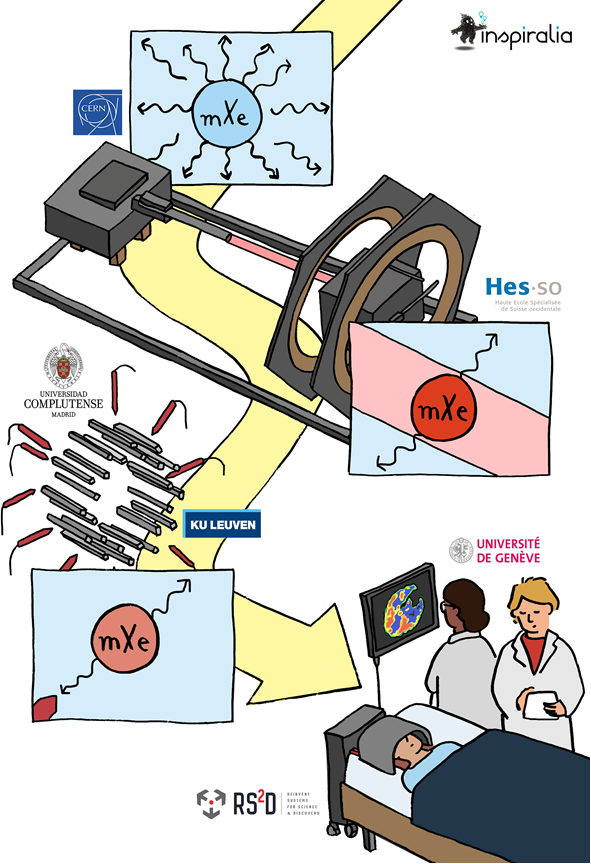 inspiralia
CERN
mXe
Hes·so
Haute Ecole Spécialisée
de Suisse occidentale
mXe
UNIVERSIDAD
COMPLUTENSE
MADRID
KU LEUVEN
UNIVERSITÉ
DE GENÈVE
mXe
RS2D
REINVENT
SYSTEMS
FOR SCIENCE
& DISCOVERY